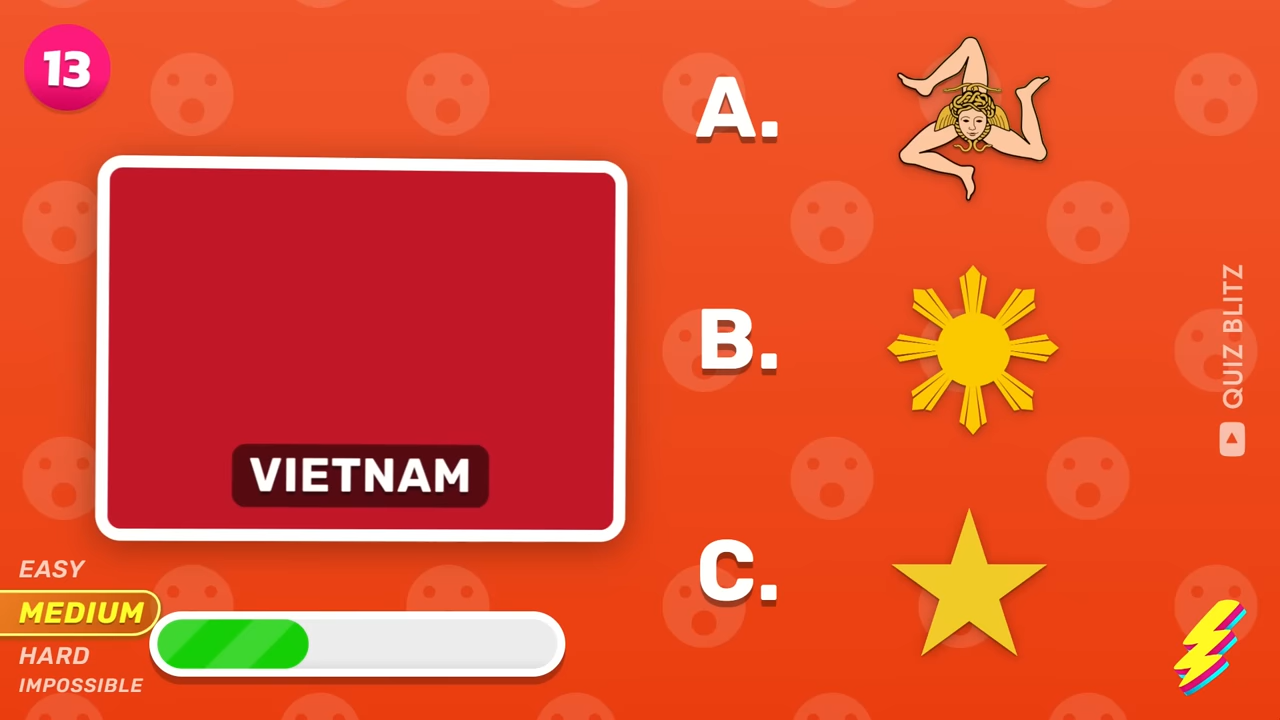 13
A.
B.
C.
VIETNAM
EASY
MEDIUM
HARD
IMPOSSIBLE
QUIZ BLITZ